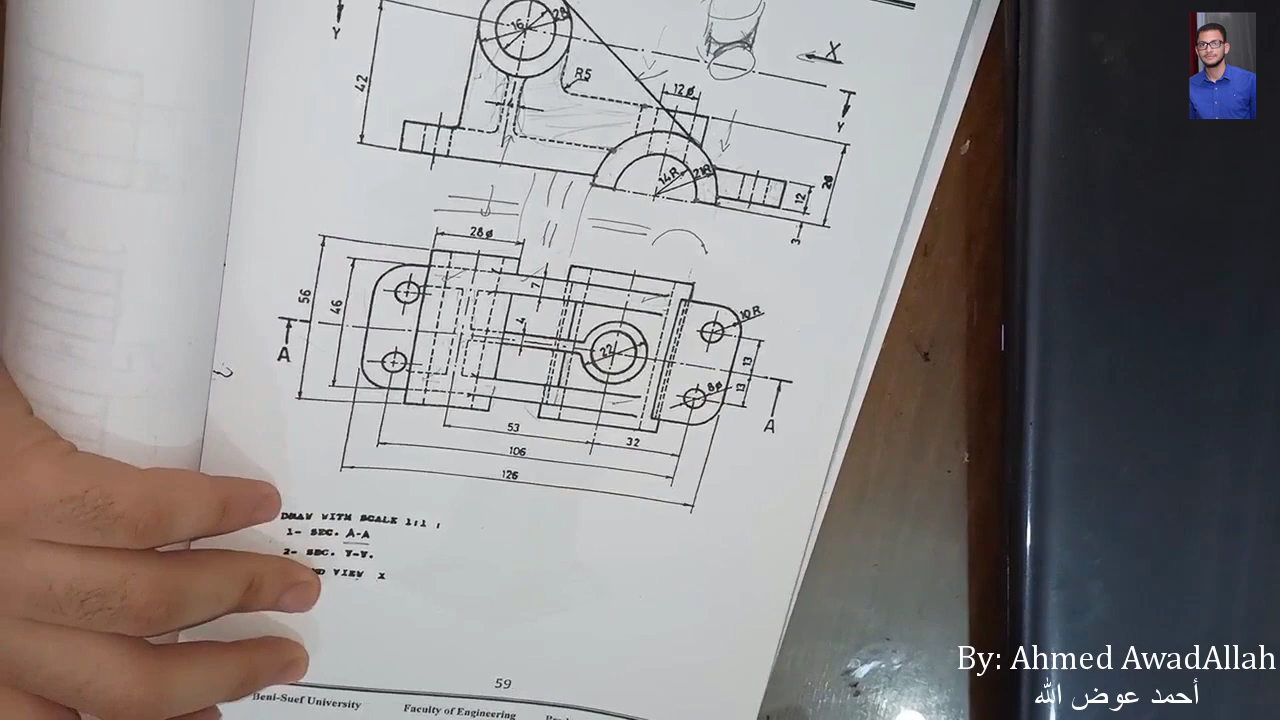 Y
16
28
X
42
R5
12ø
Y
14R
21R
12
28
3
28ø
56
46
7
4
10R
A
22
13
8ø
13
A
53
32
106
126
DRAW WITH SCALE 1:1 :
1- SEC. A-A
2- SEC. Y-Y.
VIEW X
59
Beni-Suef University
Faculty of Engineering
By: Ahmed AwadAllah
أحمد عوض الله